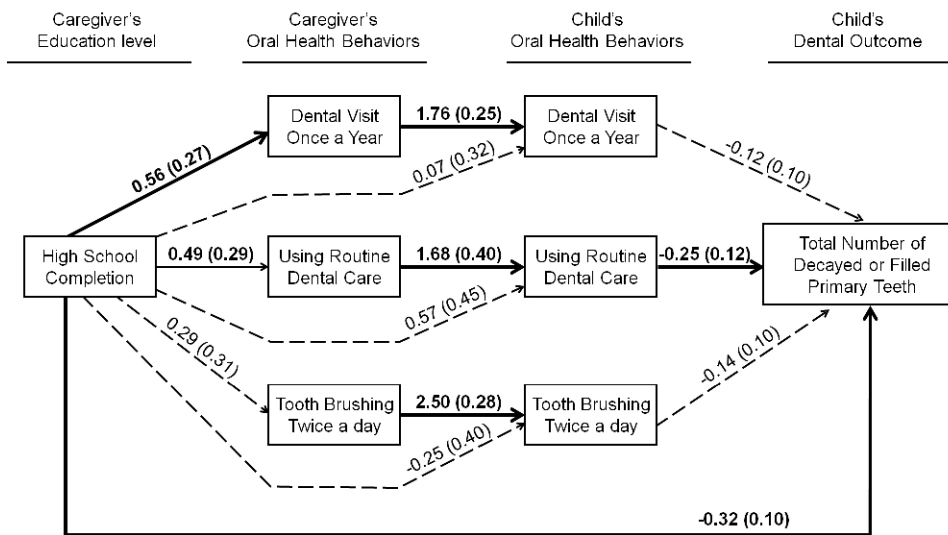 Caregiver's
Education level
Caregiver's
Oral Health Behaviors
Child's
Oral Health Behaviors
Child's
Dental Outcome
Dental Visit
Once a Year
1.76 (0.25)
Dental Visit
Once a Year
0.56 (0.27)
0.07 (0.32)
-0.12 (0.10)
High School
Completion
0.49 (0.29)
Using Routine
Dental Care
1.68 (0.40)
Using Routine
Dental Care
-0.25 (0.12)
Total Number of
Decayed or Filled
Primary Teeth
0.57 (0.45)
0.29 (0.31)
-0.14 (0.10)
Tooth Brushing
Twice a day
2.50 (0.28)
Tooth Brushing
Twice a day
-0.25 (0.40)
-0.32 (0.10)